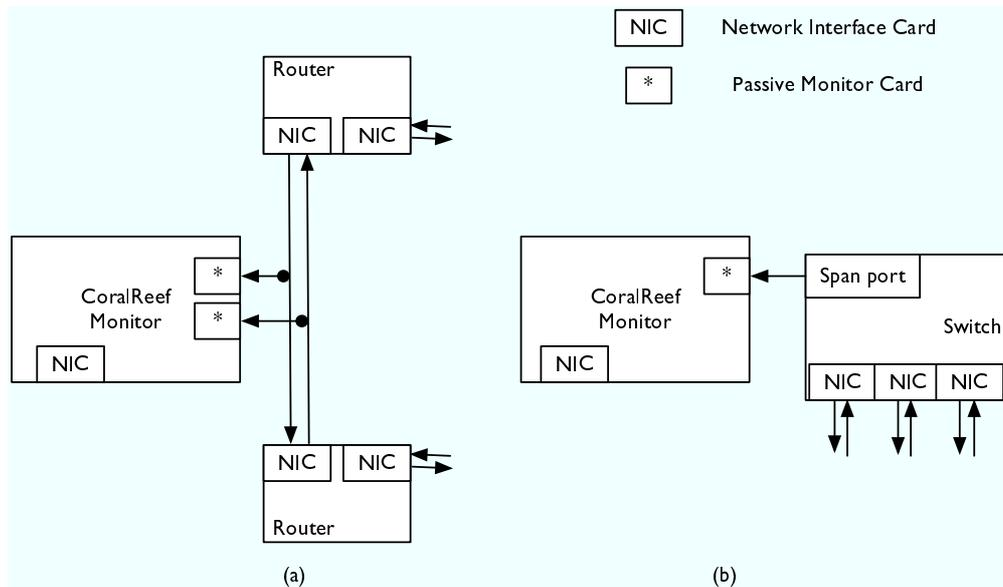 NIC Network Interface Card
* Passive Monitor Card
Router
NIC NIC
*
*
CoralReef
Monitor
NIC
NIC NIC
Router
(a)
*
CoralReef
Monitor
NIC
Span port
Switch
NIC NIC NIC
(b)